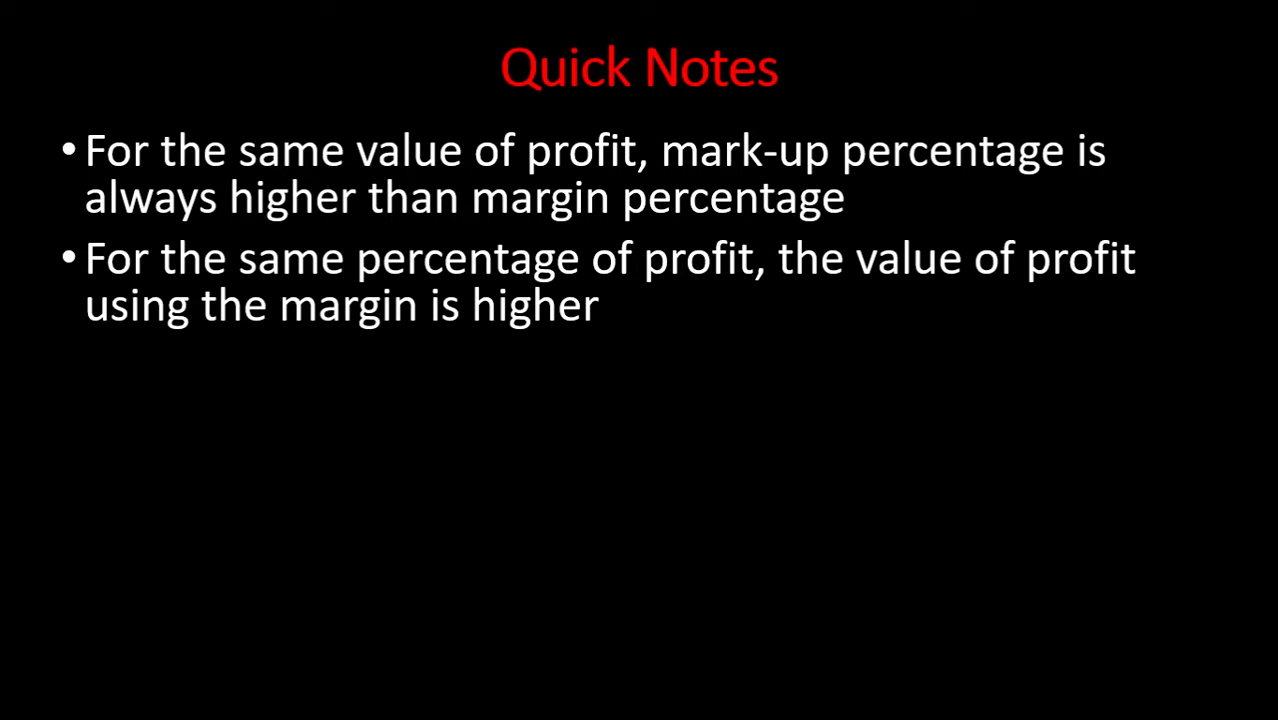 Quick Notes
•For the same value of profit, mark-up percentage is
always higher than margin percentage
•For the same percentage of profit, the value of profit
using the margin is higher